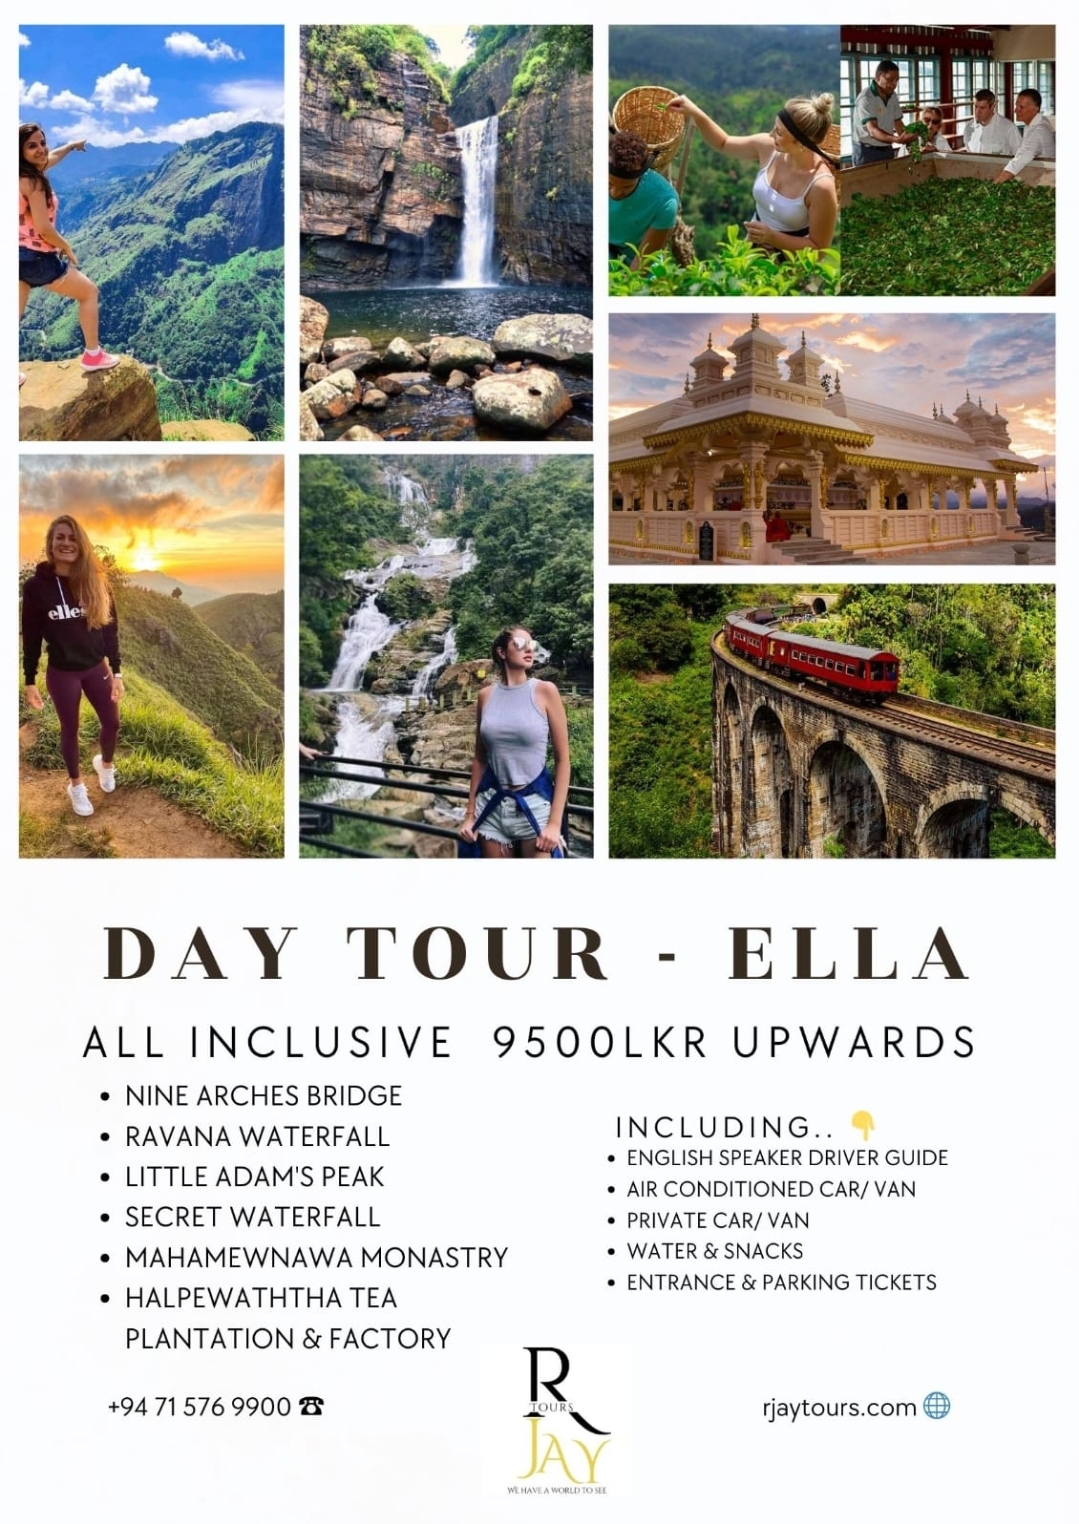 elles
DAY TOUR - ELLA
ALL INCLUSIVE 9500LKR UPWARDS
• NINE ARCHES BRIDGE
• RAVANA WATERFALL
• LITTLE ADAM'S PEAK
• SECRET WATERFALL
• MAHAMEWNAWA MONASTRY
• HALPEWATHTHA TEA
PLANTATION & FACTORY
INCLUDING.. 👇
• ENGLISH SPEAKER DRIVER GUIDE
• AIR CONDITIONED CAR/ VAN
• PRIVATE CAR/ VAN
• WATER & SNACKS
• ENTRANCE & PARKING TICKETS
+94 71 576 9900 ☎
R
TOURS
JAY
WE HAVE A WORLD TO SEE
rjaytours.com 🌐